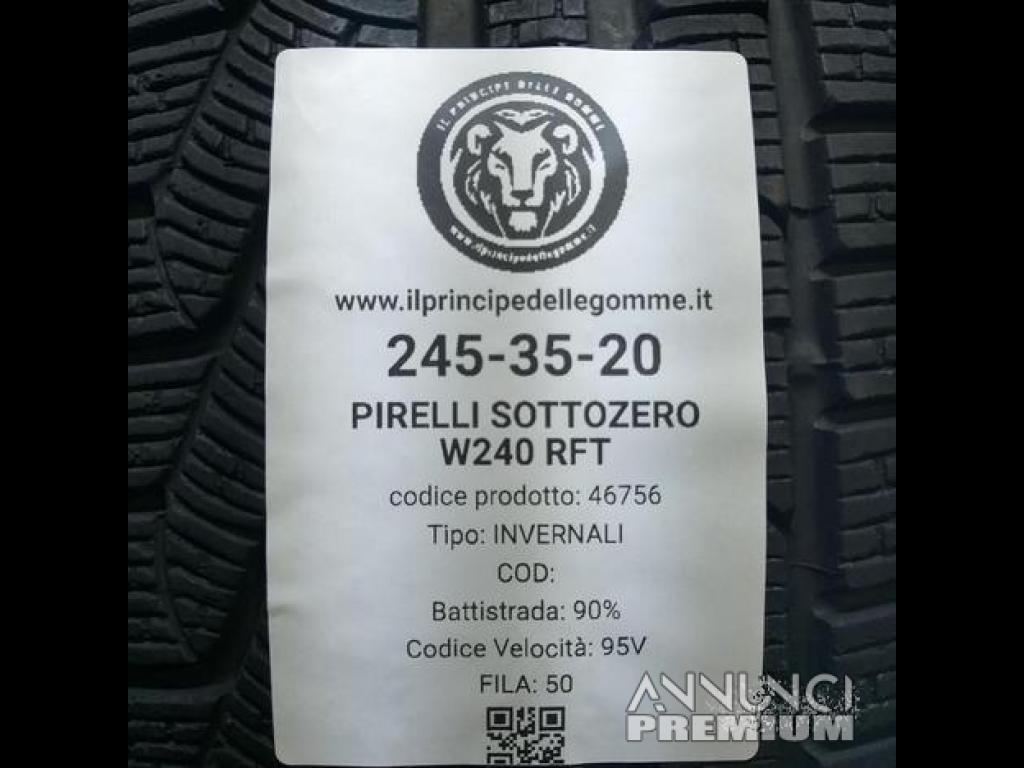 IL PRINCIPE DELLE GOMME
www.ilprincipedellegomme.it
www.ilprincipedellegomme.it
245-35-20
PIRELLI SOTTOZERO
W240 RFT
codice prodotto: 46756
Tipo: INVERNALI
COD:
Battistrada: 90%
Codice Velocità: 95V
FILA: 50
ANNUNCI
PREMIUM